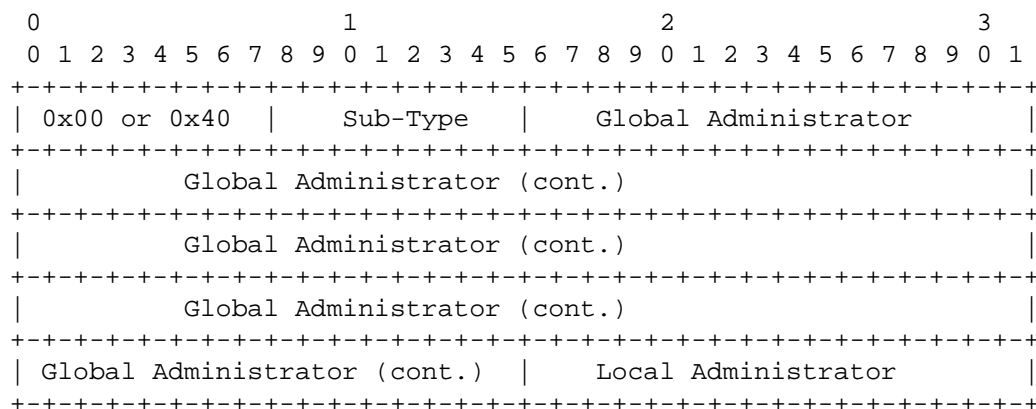 0                   1                   2                   3
 0 1 2 3 4 5 6 7 8 9 0 1 2 3 4 5 6 7 8 9 0 1 2 3 4 5 6 7 8 9 0 1
+-+-+-+-+-+-+-+-+-+-+-+-+-+-+-+-+-+-+-+-+-+-+-+-+-+-+-+-+-+-+-+-+
| 0x00 or 0x40  |    Sub-Type   |    Global Administrator       |
+-+-+-+-+-+-+-+-+-+-+-+-+-+-+-+-+-+-+-+-+-+-+-+-+-+-+-+-+-+-+-+-+
|          Global Administrator (cont.)                         |
+-+-+-+-+-+-+-+-+-+-+-+-+-+-+-+-+-+-+-+-+-+-+-+-+-+-+-+-+-+-+-+-+
|          Global Administrator (cont.)                         |
+-+-+-+-+-+-+-+-+-+-+-+-+-+-+-+-+-+-+-+-+-+-+-+-+-+-+-+-+-+-+-+-+
|          Global Administrator (cont.)                         |
+-+-+-+-+-+-+-+-+-+-+-+-+-+-+-+-+-+-+-+-+-+-+-+-+-+-+-+-+-+-+-+-+
| Global Administrator (cont.)  |    Local Administrator        |
+-+-+-+-+-+-+-+-+-+-+-+-+-+-+-+-+-+-+-+-+-+-+-+-+-+-+-+-+-+-+-+-+